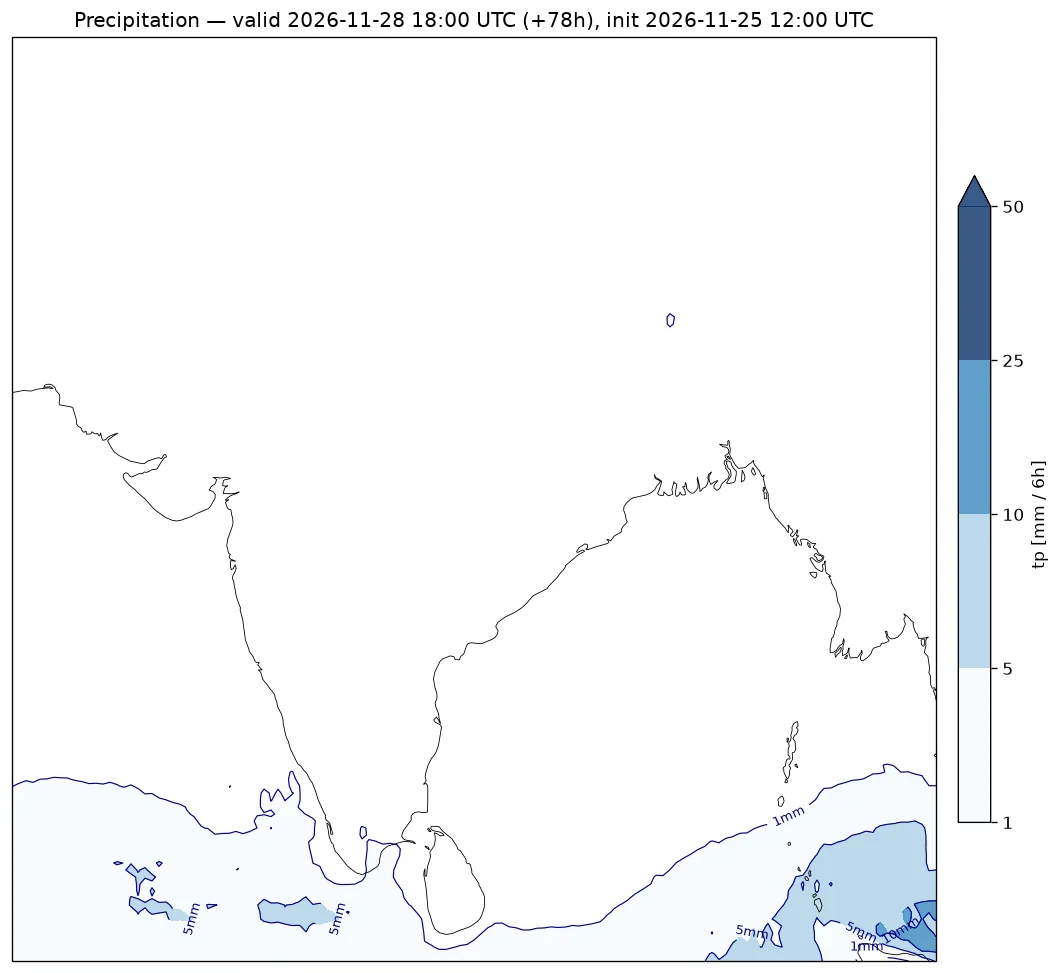 Precipitation — valid 2026-11-28 18:00 UTC (+78h), init 2026-11-25 12:00 UTC
50
25
10
5
1
tp [mm / 6h]
1mm
5mm
5mm
5mm
5mm
10mm
1mm